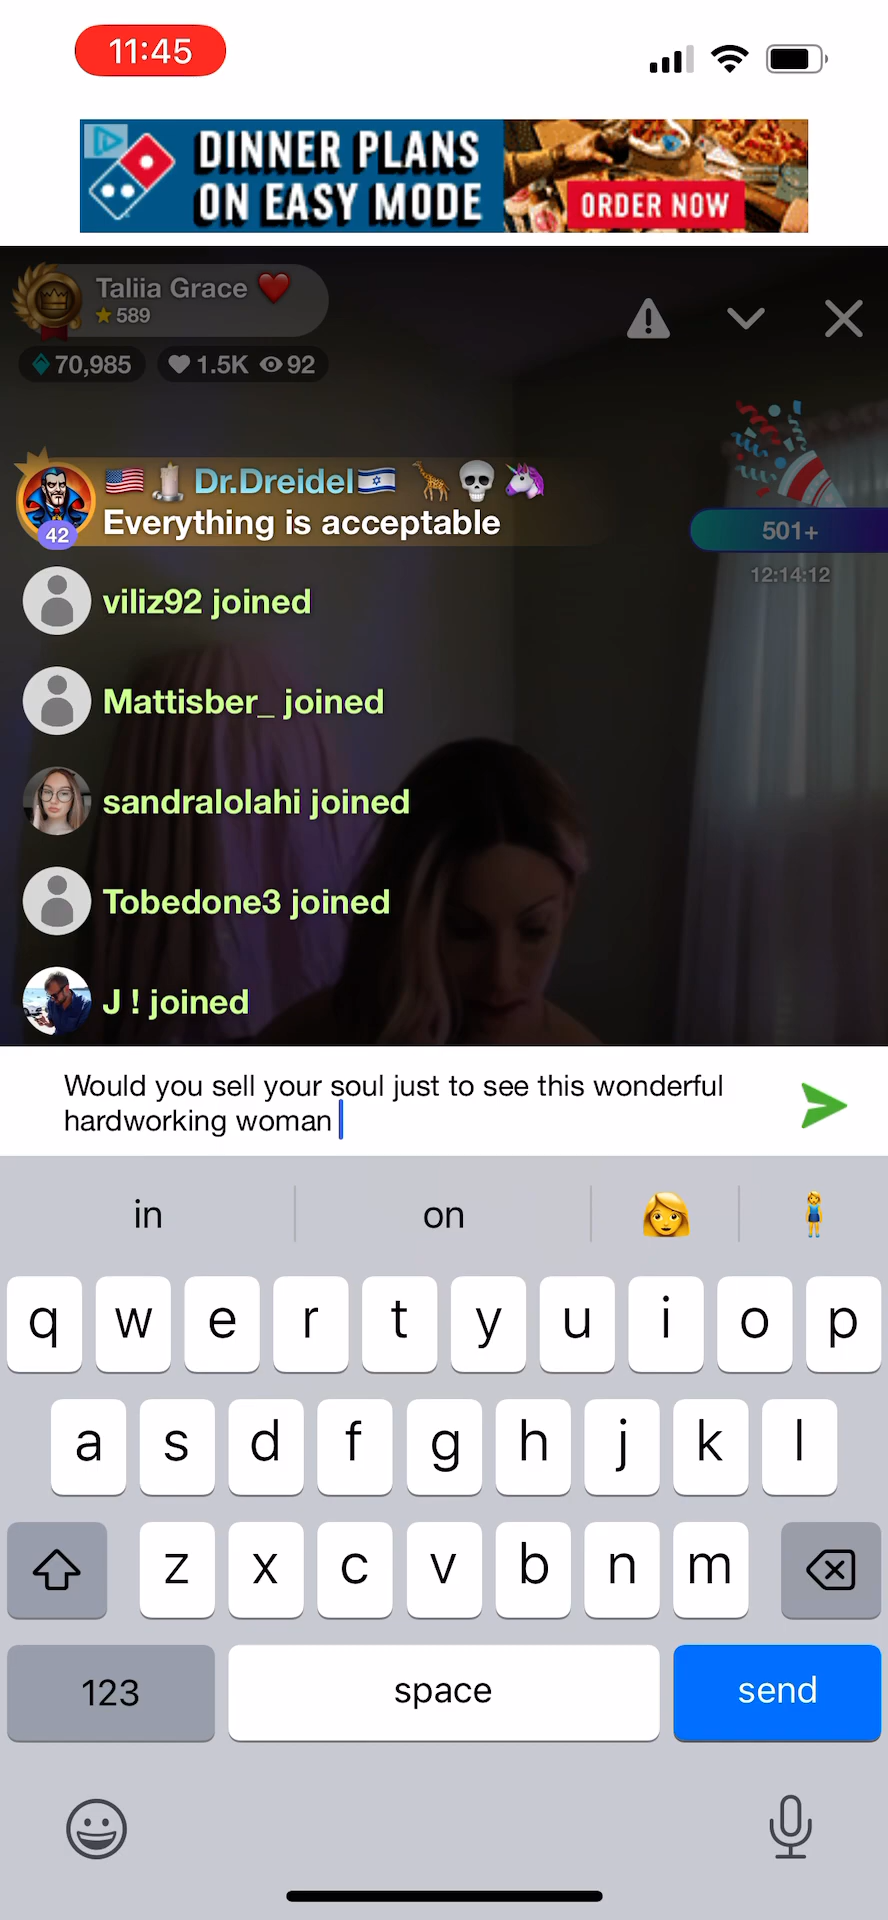 11:45
DINNER PLANS
ON EASY MODE
ORDER NOW
Taliia Grace ❤️
⭐ 589
70,985 1.5K 92
🇺🇸🕯️Dr.Dreidel🇮🇱 🦒💀🦄
Everything is acceptable
42
501+
12:14:12
viliz92 joined
Mattisber_ joined
sandralolahi joined
Tobedone3 joined
J ! joined
Would you sell your soul just to see this wonderful
hardworking woman
in on 👩 🧍‍♀️
q w e r t y u i o p
a s d f g h j k l
z x c v b n m
123 space send